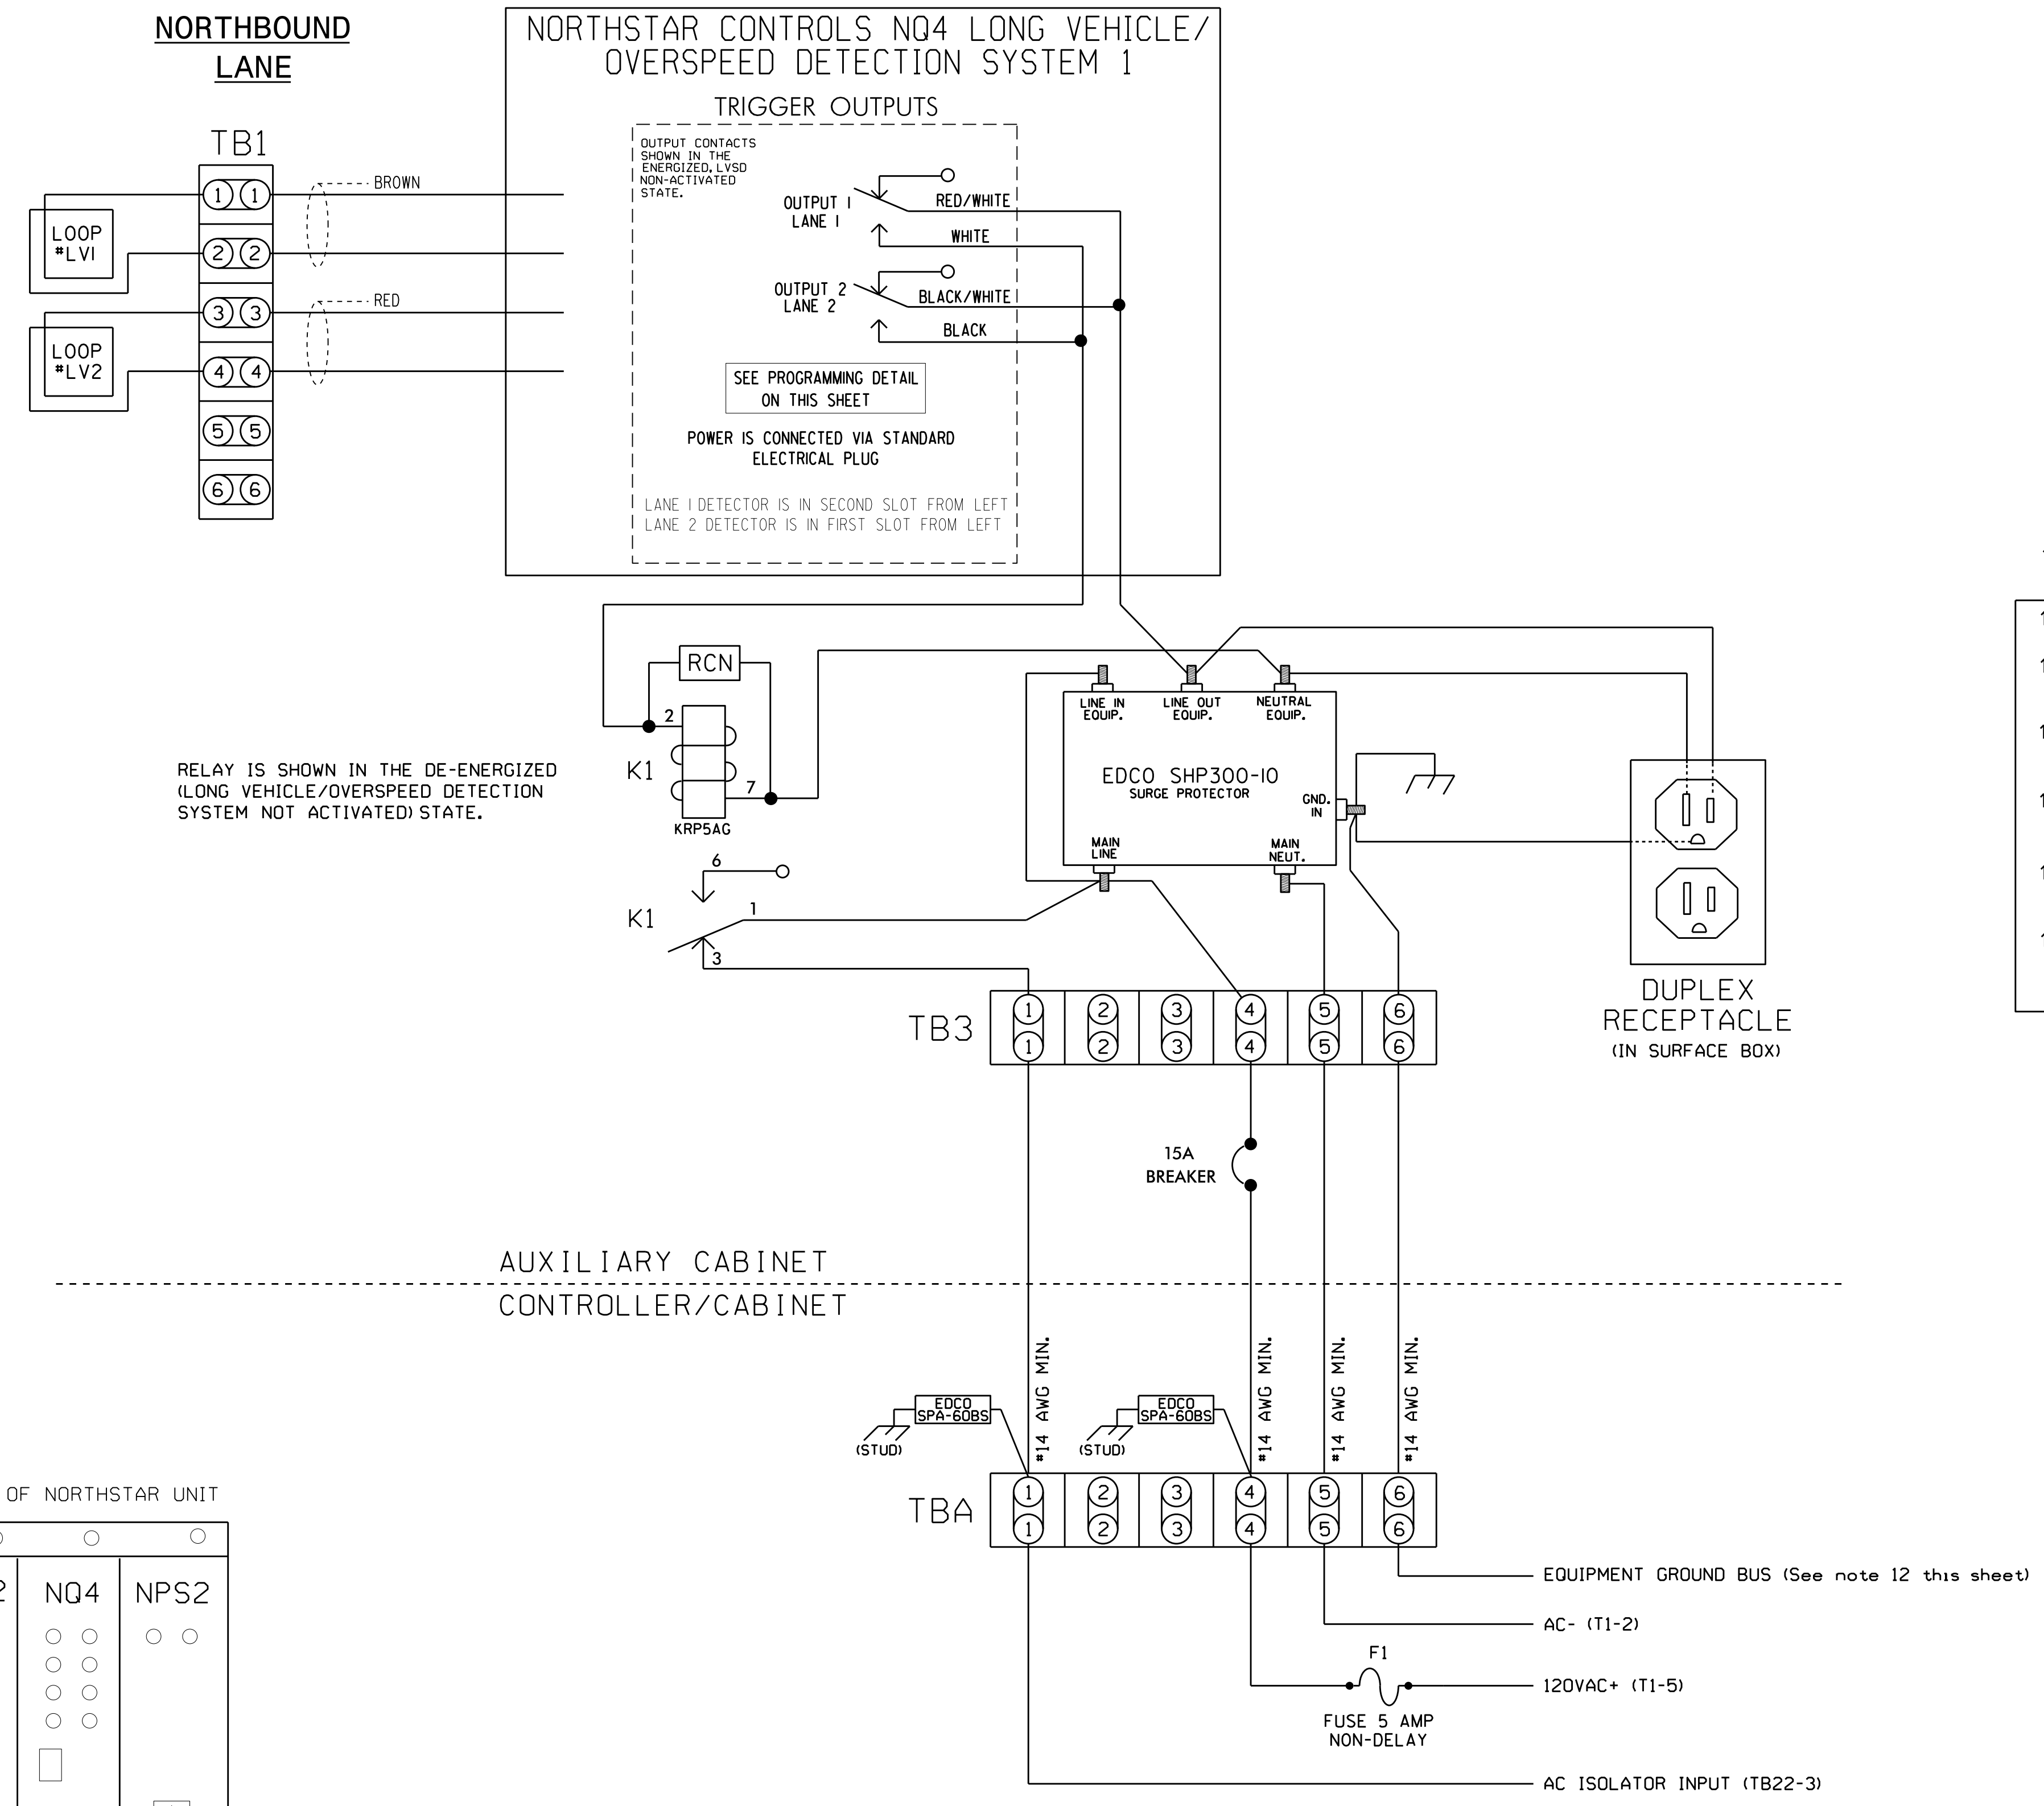 NORTHBOUND
LANE
NORTHSTAR CONTROLS NQ4 LONG VEHICLE/
OVERSPEED DETECTION SYSTEM 1
TRIGGER OUTPUTS
OUTPUT CONTACTS
SHOWN IN THE
ENERGIZED, LVSD
NON-ACTIVATED
STATE.
OUTPUT 1
LANE 1
RED/WHITE
WHITE
OUTPUT 2
LANE 2
BLACK/WHITE
BLACK
SEE PROGRAMMING DETAIL
ON THIS SHEET
POWER IS CONNECTED VIA STANDARD
ELECTRICAL PLUG
LANE 1 DETECTOR IS IN SECOND SLOT FROM LEFT
LANE 2 DETECTOR IS IN FIRST SLOT FROM LEFT
TB1
1 1
2 2
3 3
4 4
5 5
6 6
BROWN
RED
LOOP
#LV1
LOOP
#LV2
RCN
2
K1
7
KRP5AG
RELAY IS SHOWN IN THE DE-ENERGIZED
(LONG VEHICLE/OVERSPEED DETECTION
SYSTEM NOT ACTIVATED) STATE.
6
K1
1
3
LINE IN
EQUIP.
LINE OUT
EQUIP.
NEUTRAL
EQUIP.
EDCO SHP300-10
SURGE PROTECTOR
GND.
IN
MAIN
LINE
MAIN
NEUT.
DUPLEX
RECEPTACLE
(IN SURFACE BOX)
TB3
1 2 3 4 5 6
1 2 3 4 5 6
15A
BREAKER
AUXILIARY CABINET
CONTROLLER/CABINET
#14 AWG MIN.
#14 AWG MIN.
#14 AWG MIN.
#14 AWG MIN.
EDCO
SPA-60BS
(STUD)
EDCO
SPA-60BS
(STUD)
TBA
1 2 3 4 5 6
1 2 3 4 5 6
EQUIPMENT GROUND BUS (See note 12 this sheet)
AC- (T1-2)
F1
120VAC+ (T1-5)
FUSE 5 AMP
NON-DELAY
AC ISOLATOR INPUT (TB22-3)
OF NORTHSTAR UNIT
2
NQ4
NPS2